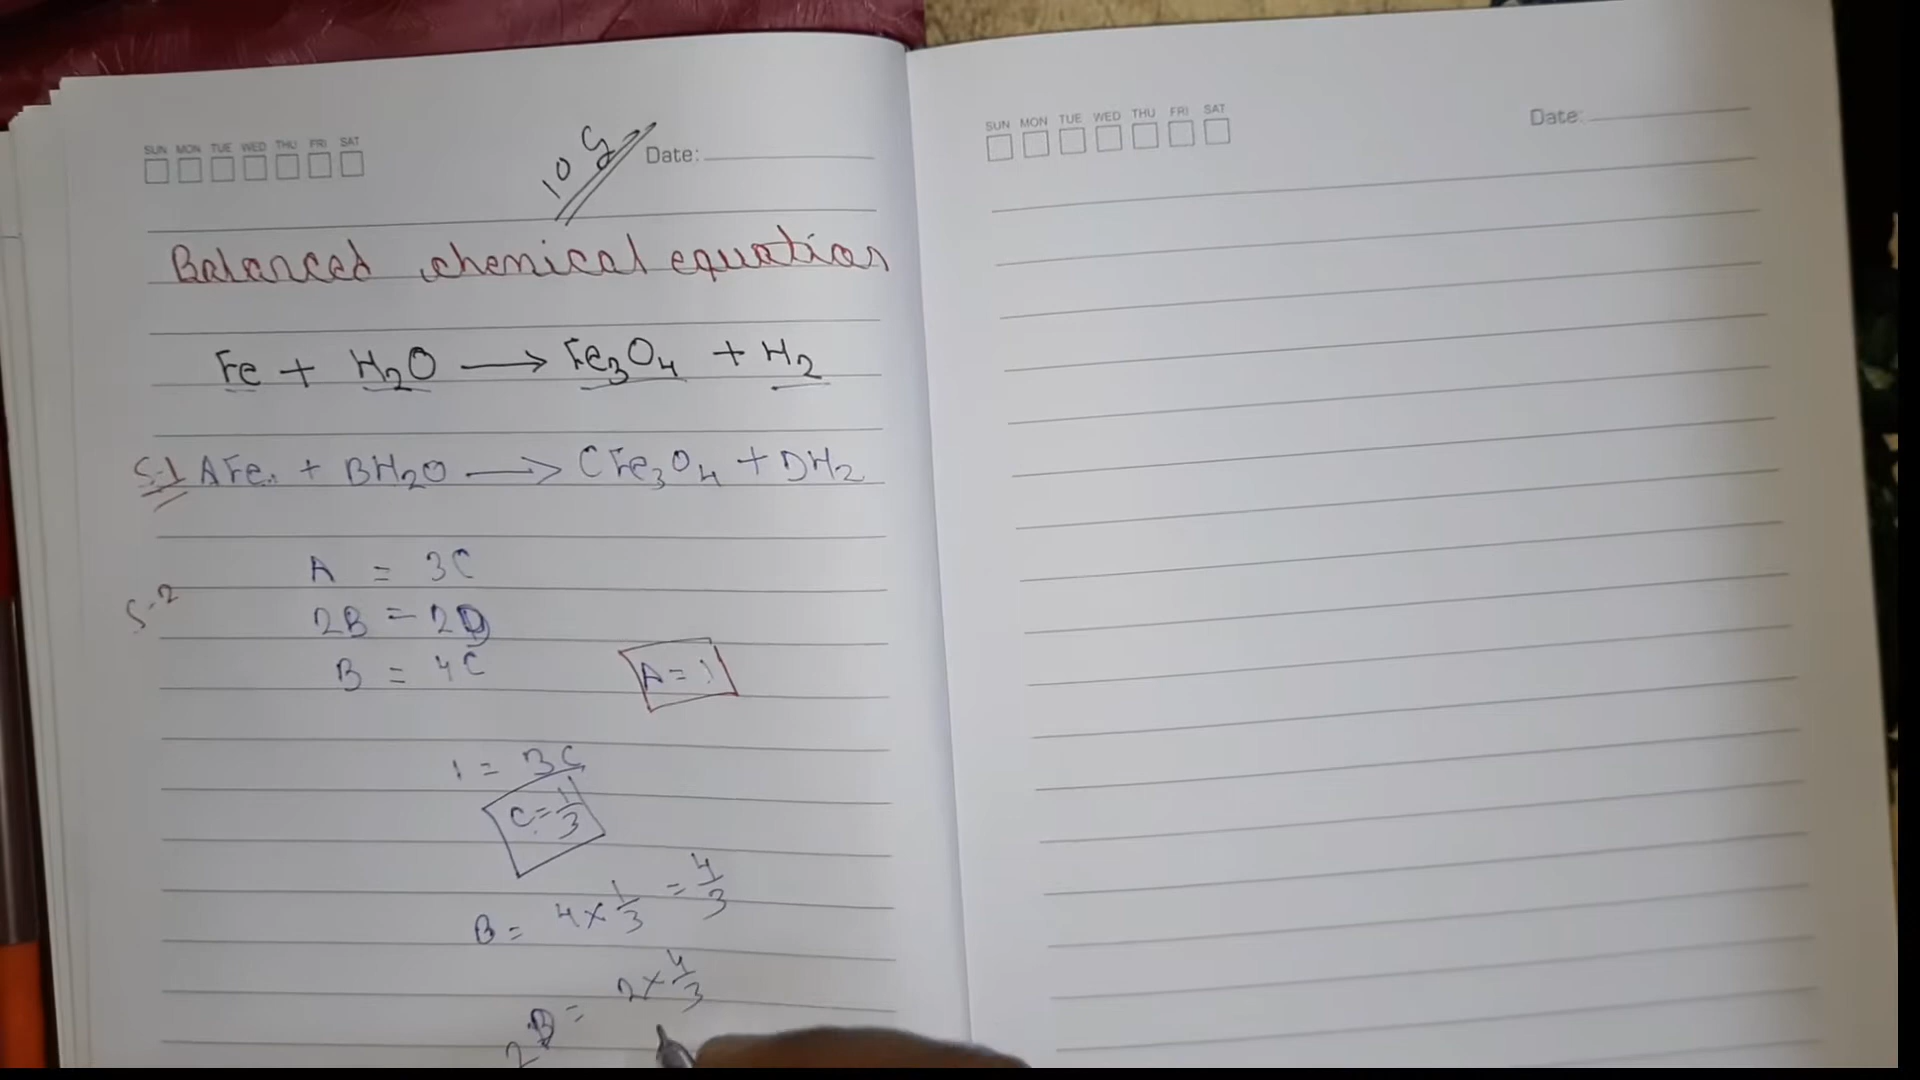 SUN MON TUE WED THU FRI SAT
10 G
Date:
Balanced chemical equation
Fe + H2O → Fe3O4 + H2
S-1 AFe + BH2O → CFe3O4 + DH2
A = 3C
S-2
2B = 2D
B = 4C
A = 1
1 = 3C
C = 1/3
B = 4 × 1/3 = 4/3
2D = 2 × 4/3
SUN MON TUE WED THU FRI SAT
Date: